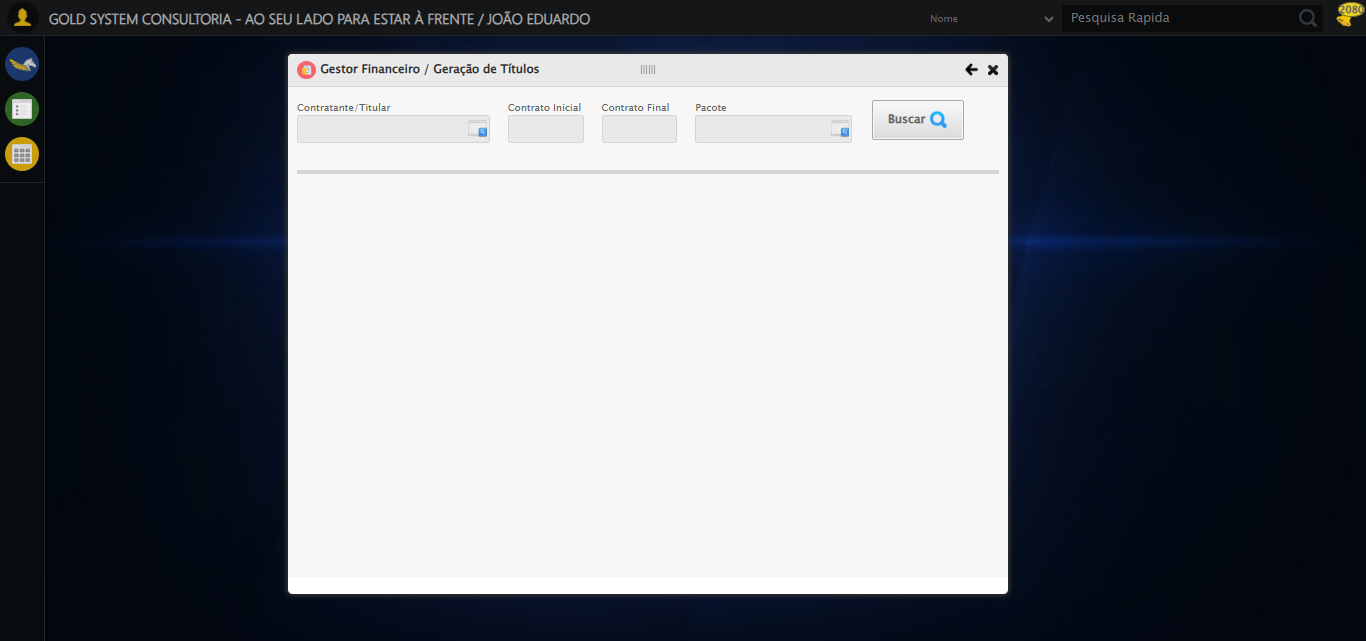 GOLD SYSTEM CONSULTORIA - AO SEU LADO PARA ESTAR À FRENTE / JOÃO EDUARDO
Nome
Pesquisa Rapida
2080
Gestor Financeiro / Geração de Títulos
Contratante/Titular
Contrato Inicial
Contrato Final
Pacote
Buscar